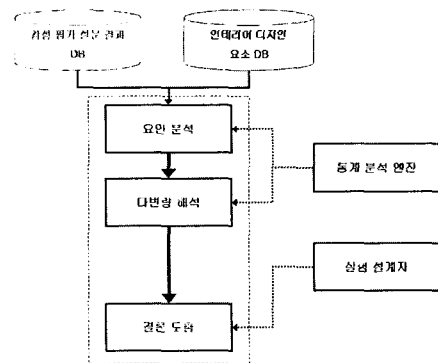 감성 평가 설문 결과
DB
인테리어 디자인
요소 DB
요인 분석
통계 분석 엔진
다변량 해석
감성 설계자
결론 도출